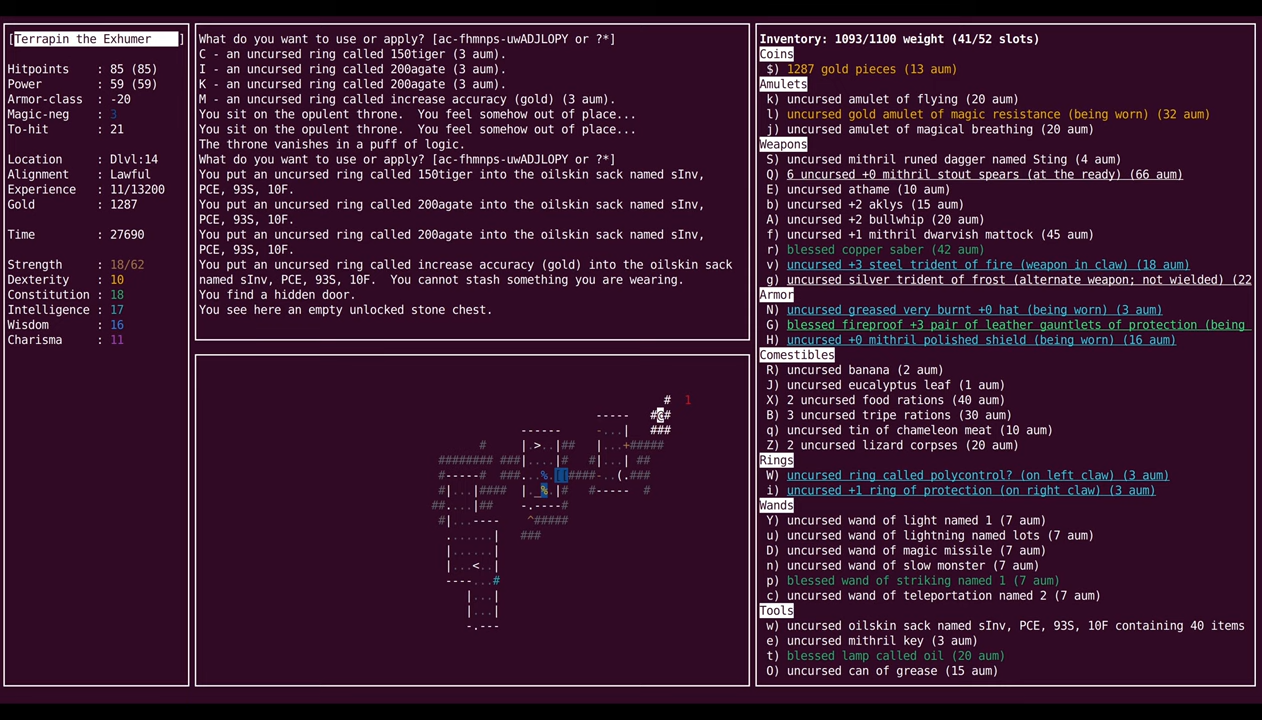 [Terrapin the Exhumer ]
Hitpoints : 85 (85)
Power : 59 (59)
Armor-class : -20
Magic-neg : 3
To-hit : 21
Location : Dlvl:14
Alignment : Lawful
Experience : 11/13200
Gold : 1287
Time : 27690
Strength : 18/62
Dexterity : 10
Constitution : 18
Intelligence : 17
Wisdom : 16
Charisma : 11
What do you want to use or apply? [ac-fhmnps-uwADJLOPY or ?*]
C - an uncursed ring called 150tiger (3 aum).
I - an uncursed ring called 200agate (3 aum).
K - an uncursed ring called 200agate (3 aum).
M - an uncursed ring called increase accuracy (gold) (3 aum).
You sit on the opulent throne. You feel somehow out of place...
You sit on the opulent throne. You feel somehow out of place...
The throne vanishes in a puff of logic.
What do you want to use or apply? [ac-fhmnps-uwADJLOPY or ?*]
You put an uncursed ring called 150tiger into the oilskin sack named sInv,
PCE, 93S, 10F.
You put an uncursed ring called 200agate into the oilskin sack named sInv,
PCE, 93S, 10F.
You put an uncursed ring called 200agate into the oilskin sack named sInv,
PCE, 93S, 10F.
You put an uncursed ring called increase accuracy (gold) into the oilskin sack
named sInv, PCE, 93S, 10F. You cannot stash something you are wearing.
You find a hidden door.
You see here an empty unlocked stone chest.
Inventory: 1093/1100 weight (41/52 slots)
Coins
$) 1287 gold pieces (13 aum)
Amulets
k) uncursed amulet of flying (20 aum)
l) uncursed gold amulet of magic resistance (being worn) (32 aum)
j) uncursed amulet of magical breathing (20 aum)
Weapons
S) uncursed mithril runed dagger named Sting (4 aum)
Q) 6 uncursed +0 mithril stout spears (at the ready) (66 aum)
E) uncursed athame (10 aum)
b) uncursed +2 aklys (15 aum)
A) uncursed +2 bullwhip (20 aum)
f) uncursed +1 mithril dwarvish mattock (45 aum)
r) blessed copper saber (42 aum)
v) uncursed +3 steel trident of fire (weapon in claw) (18 aum)
g) uncursed silver trident of frost (alternate weapon; not wielded) (22
Armor
N) uncursed greased very burnt +0 hat (being worn) (3 aum)
G) blessed fireproof +3 pair of leather gauntlets of protection (being
H) uncursed +0 mithril polished shield (being worn) (16 aum)
Comestibles
R) uncursed banana (2 aum)
J) uncursed eucalyptus leaf (1 aum)
X) 2 uncursed food rations (40 aum)
B) 3 uncursed tripe rations (30 aum)
q) uncursed tin of chameleon meat (10 aum)
Z) 2 uncursed lizard corpses (20 aum)
Rings
W) uncursed ring called polycontrol? (on left claw) (3 aum)
i) uncursed +1 ring of protection (on right claw) (3 aum)
Wands
Y) uncursed wand of light named 1 (7 aum)
u) uncursed wand of lightning named lots (7 aum)
D) uncursed wand of magic missile (7 aum)
n) uncursed wand of slow monster (7 aum)
p) blessed wand of striking named 1 (7 aum)
c) uncursed wand of teleportation named 2 (7 aum)
Tools
w) uncursed oilskin sack named sInv, PCE, 93S, 10F containing 40 items
e) uncursed mithril key (3 aum)
t) blessed lamp called oil (20 aum)
O) uncursed can of grease (15 aum)